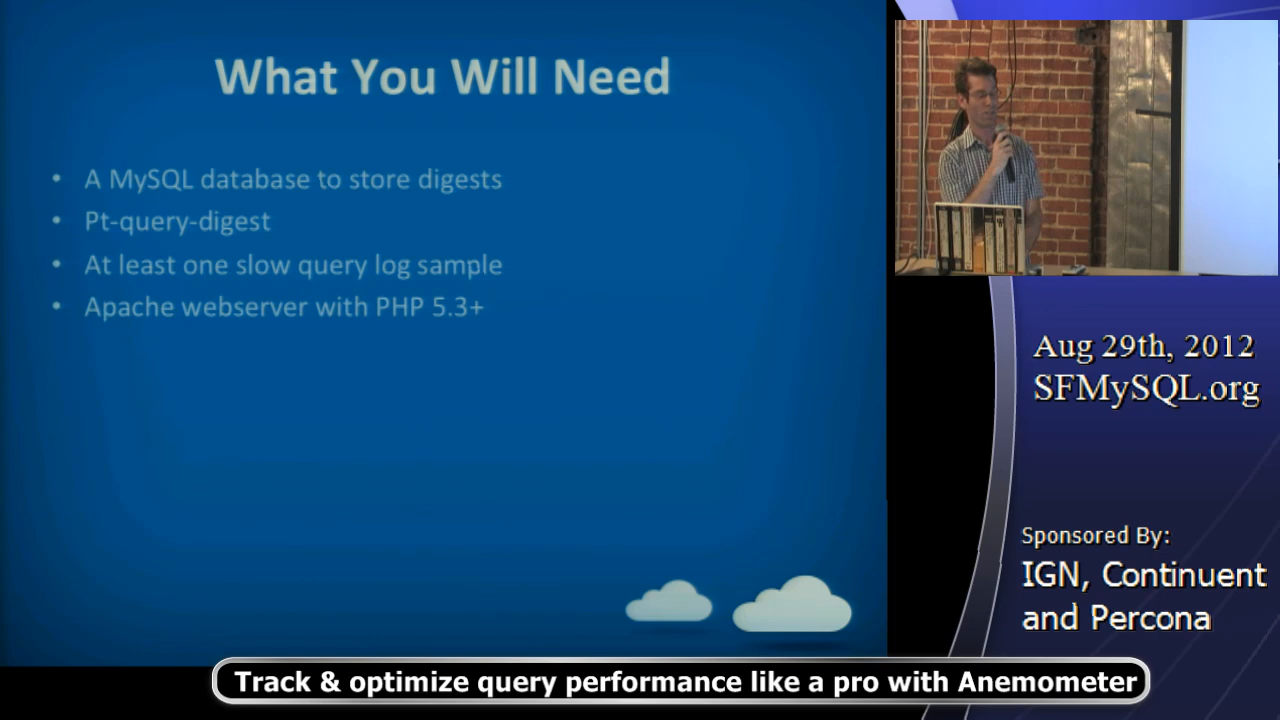 What You Will Need
• A MySQL database to store digests
• Pt-query-digest
• At least one slow query log sample
• Apache webserver with PHP 5.3+
Aug 29th, 2012
SFMySQL.org
Sponsored By:
IGN, Continuent
and Percona
Track & optimize query performance like a pro with Anemometer